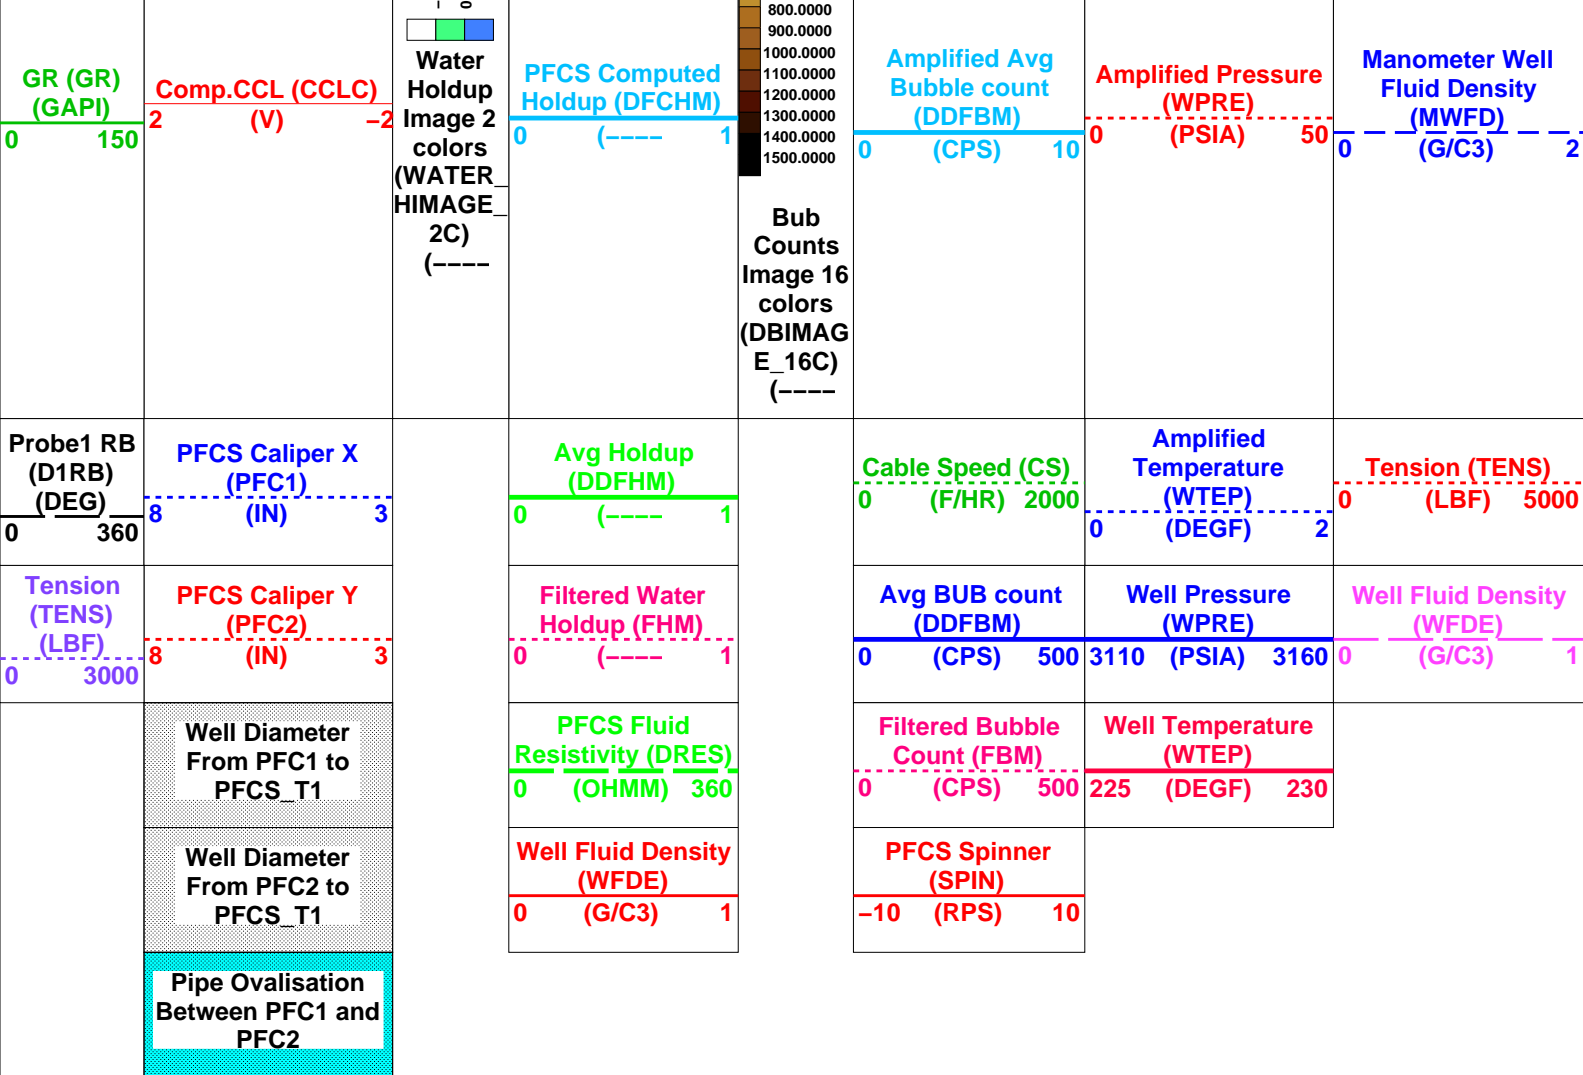 GR (GR)
(GAPI)
0 150
Comp.CCL (CCLC)
2 (V) −2
0
Water
Holdup
Image 2
colors
(WATER_
HIMAGE_
2C)
(−−−−
PFCS Computed
Holdup (DFCHM)
0 (−−−− 1
800.0000
900.0000
1000.0000
1100.0000
1200.0000
1300.0000
1400.0000
1500.0000
Bub
Counts
Image 16
colors
(DBIMAG
E_16C)
(−−−−
Amplified Avg
Bubble count
(DDFBM)
0 (CPS) 10
Amplified Pressure
(WPRE)
0 (PSIA) 50
Manometer Well
Fluid Density
(MWFD)
0 (G/C3) 2
Probe1 RB
(D1RB)
(DEG)
0 360
PFCS Caliper X
(PFC1)
8 (IN) 3
Avg Holdup
(DDFHM)
0 (−−−− 1
Cable Speed (CS)
0 (F/HR) 2000
Amplified
Temperature
(WTEP)
0 (DEGF) 2
Tension (TENS)
0 (LBF) 5000
Tension
(TENS)
(LBF)
0 3000
PFCS Caliper Y
(PFC2)
8 (IN) 3
Filtered Water
Holdup (FHM)
0 (−−−− 1
Avg BUB count
(DDFBM)
0 (CPS) 500
Well Pressure
(WPRE)
3110 (PSIA) 3160
Well Fluid Density
(WFDE)
0 (G/C3) 1
Well Diameter
From PFC1 to
PFCS_T1
PFCS Fluid
Resistivity (DRES)
0 (OHMM) 360
Filtered Bubble
Count (FBM)
0 (CPS) 500
Well Temperature
(WTEP)
225 (DEGF) 230
Well Diameter
From PFC2 to
PFCS_T1
Well Fluid Density
(WFDE)
0 (G/C3) 1
PFCS Spinner
(SPIN)
−10 (RPS) 10
Pipe Ovalisation
Between PFC1 and
PFC2